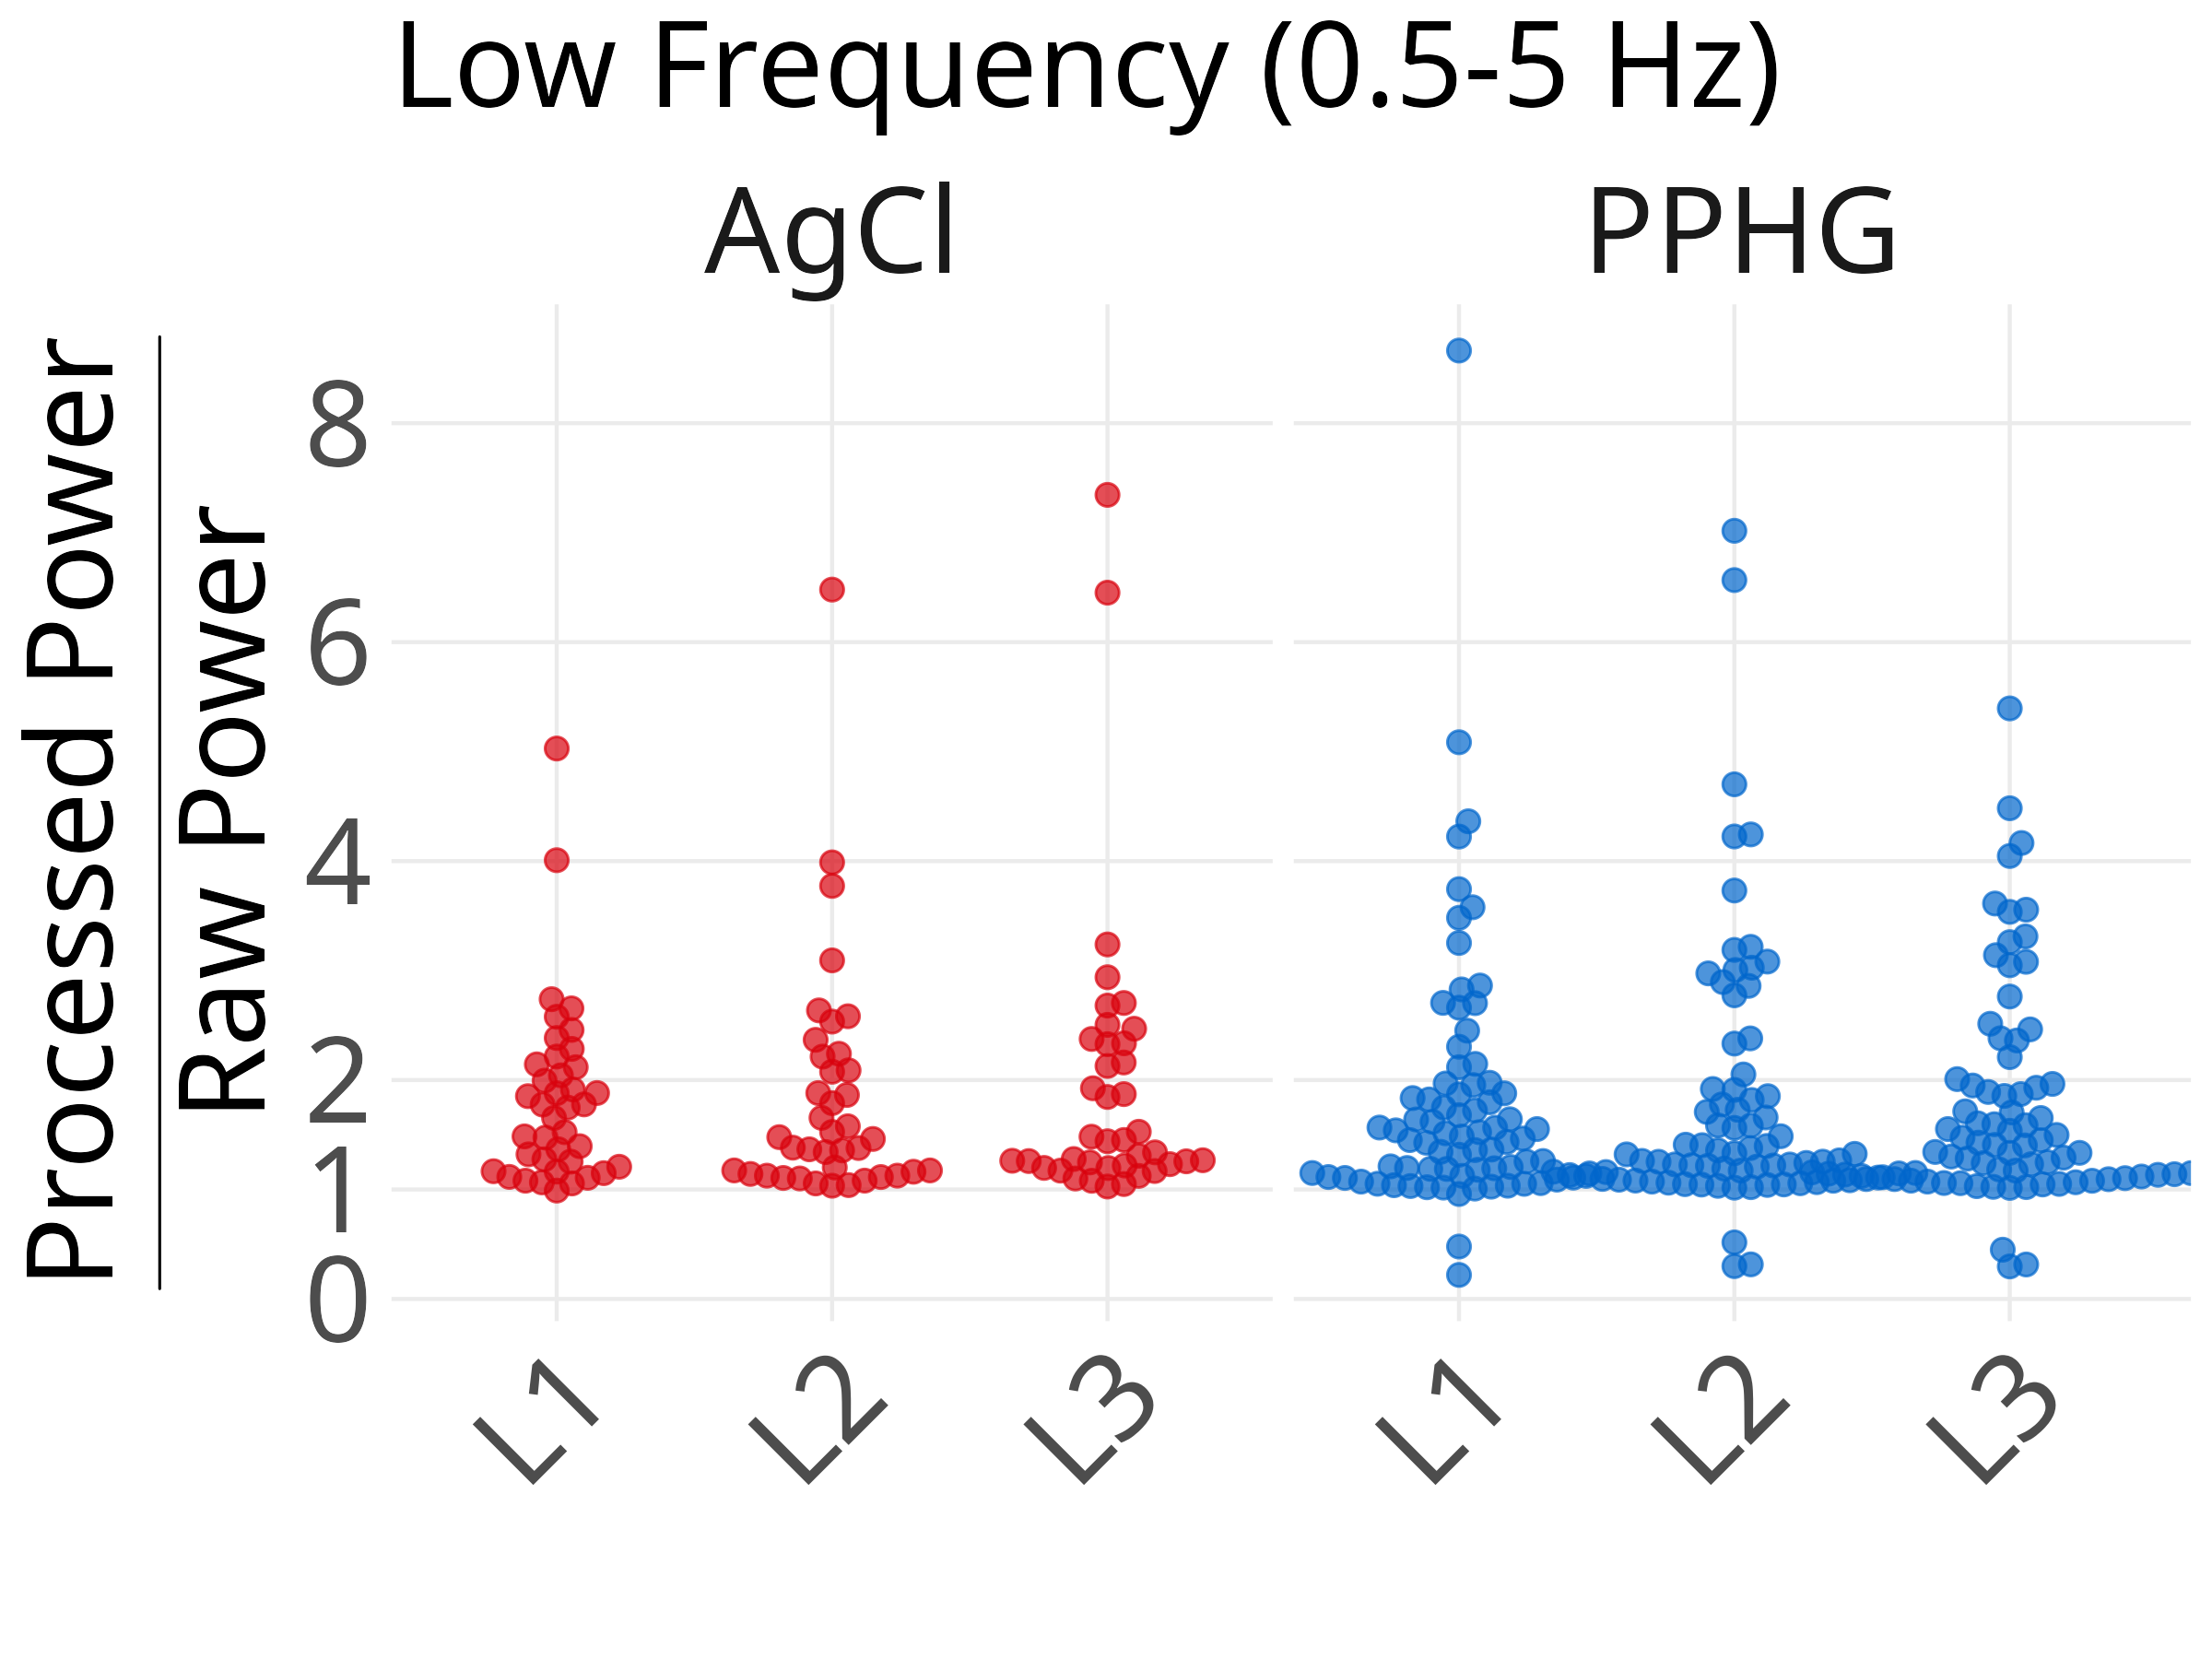 Low Frequency (0.5-5 Hz)
AgCl
PPHG
Processed Power
Raw Power
8
6
4
2
1
0
L1
L2
L3
L1
L2
L3